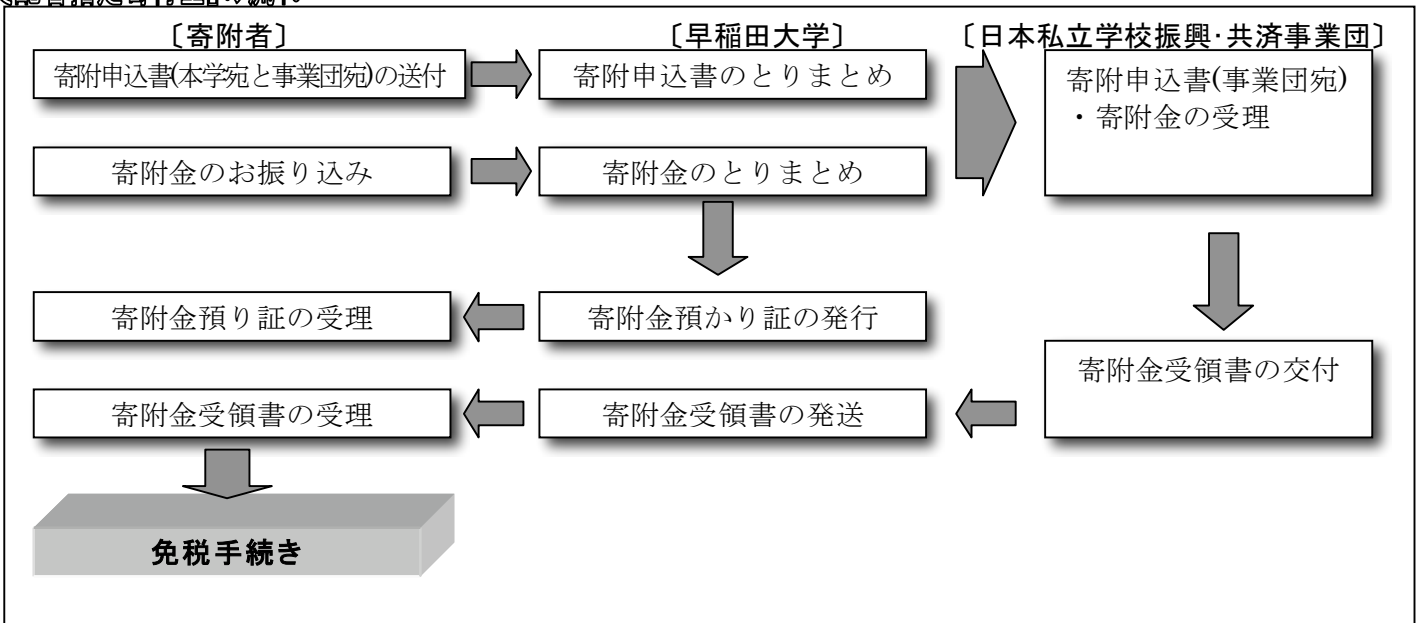 〔寄附者〕
〔早稲田大学〕
〔日本私立学校振興・共済事業団〕
寄附申込書(本学宛と事業団宛)の送付
寄附申込書のとりまとめ
寄附申込書(事業団宛)
・寄附金の受理
寄附金のお振り込み
寄附金のとりまとめ
寄附金預り証の受理
寄附金預かり証の発行
寄附金受領書の交付
寄附金受領書の受理
寄附金受領書の発送
免税手続き